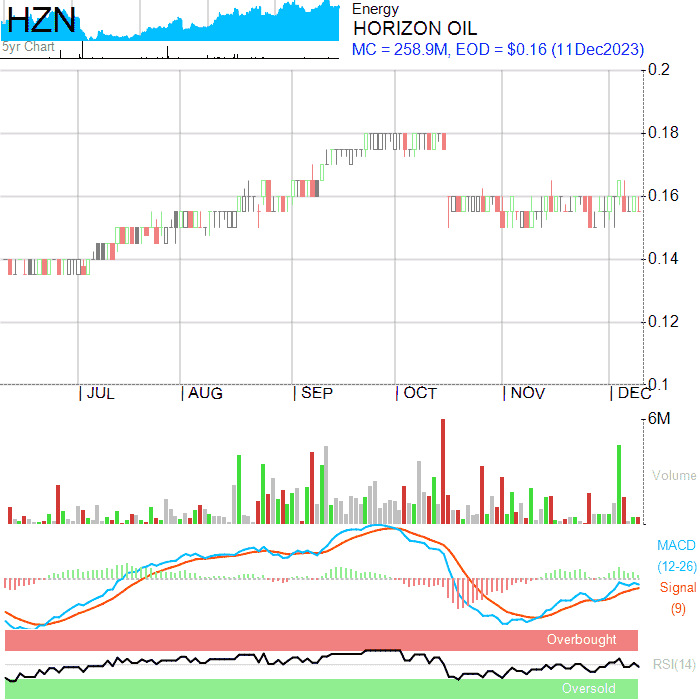 HZN
5yr Chart
Energy
HORIZON OIL
MC = 258.9M, EOD = $0.16 (11Dec2023)
0.2
0.18
0.16
0.14
0.12
0.1
JUL AUG SEP OCT NOV DEC
6M
Volume
MACD
(12-26)
Signal
(9)
Overbought
RSI(14)
Oversold